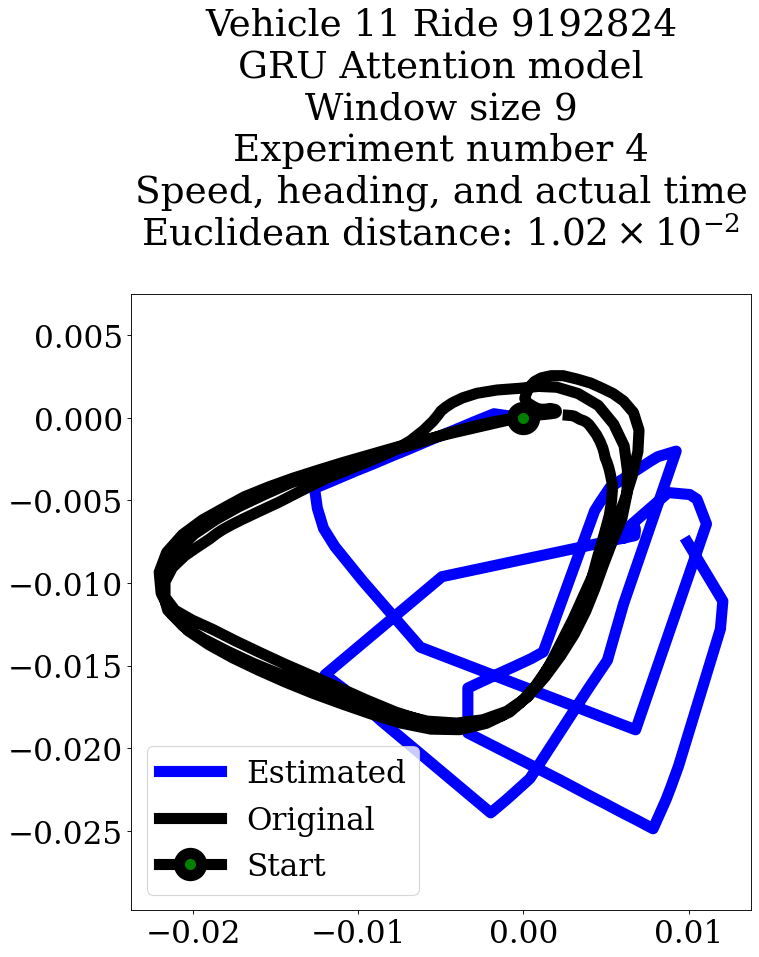 Vehicle 11 Ride 9192824
GRU Attention model
Window size 9
Experiment number 4
Speed, heading, and actual time
Euclidean distance: 1.02 × 10⁻²
0.005
0.000
−0.005
−0.010
−0.015
−0.020
−0.025
Estimated
Original
Start
−0.02 −0.01 0.00 0.01